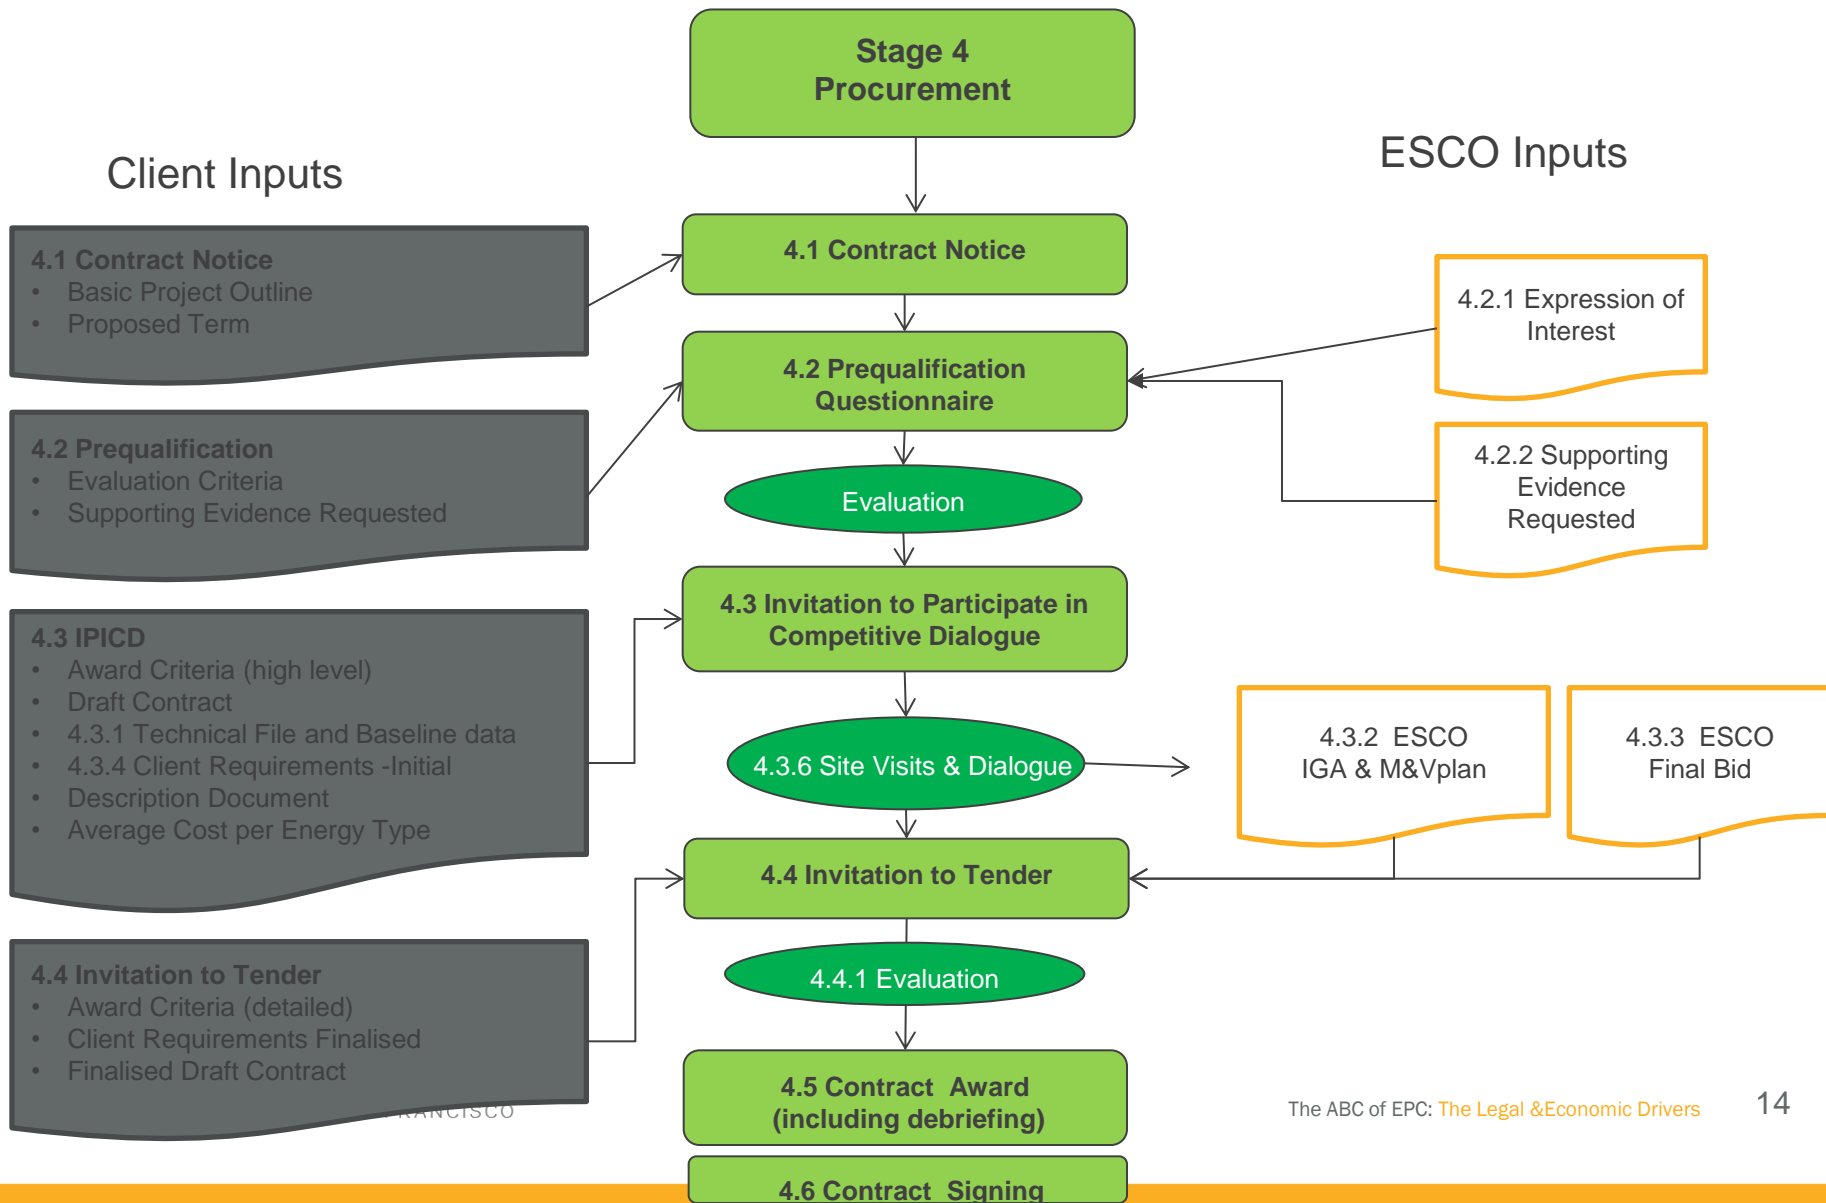 Stage 4
Procurement
Client Inputs
ESCO Inputs
4.1 Contract Notice
• Basic Project Outline
• Proposed Term
4.1 Contract Notice
4.2.1 Expression of
Interest
4.2 Prequalification
Questionnaire
4.2 Prequalification
• Evaluation Criteria
• Supporting Evidence Requested
Evaluation
4.2.2 Supporting
Evidence
Requested
4.3 Invitation to Participate in
Competitive Dialogue
4.3 IPICD
• Award Criteria (high level)
• Draft Contract
• 4.3.1 Technical File and Baseline data
• 4.3.4 Client Requirements -Initial
• Description Document
• Average Cost per Energy Type
4.3.6 Site Visits & Dialogue
4.3.2 ESCO
IGA & M&Vplan
4.3.3 ESCO
Final Bid
4.4 Invitation to Tender
4.4 Invitation to Tender
• Award Criteria (detailed)
• Client Requirements Finalised
• Finalised Draft Contract
4.4.1 Evaluation
4.5 Contract Award
(including debriefing)
The ABC of EPC: The Legal &Economic Drivers
14
4.6 Contract Signing